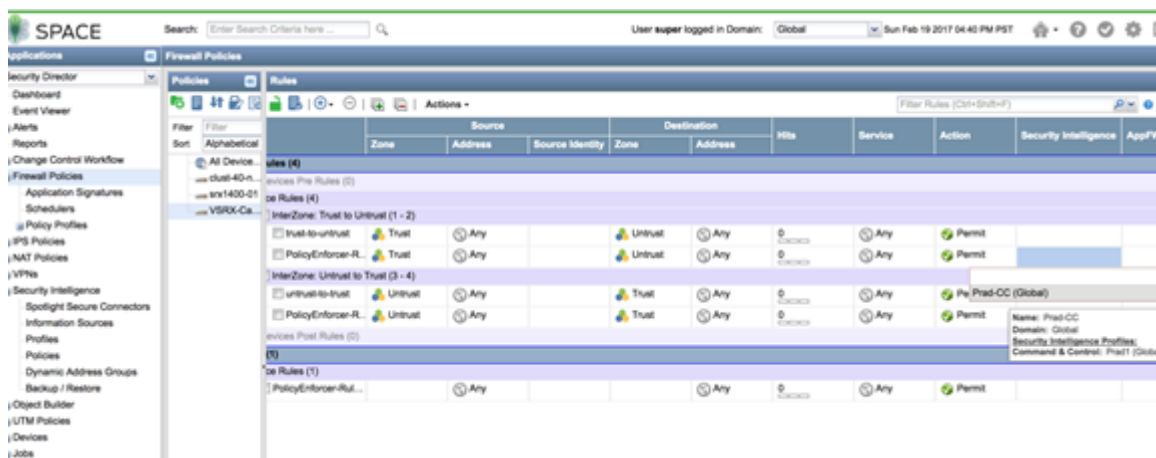 SPACE Search: Enter Search Criteria here ... User super logged in Domain: Global Sun Feb 19 2017 04:40 PM PST
Applications Firewall Policies
Security Director Policies Rules
Dashboard
Event Viewer
Alerts
Reports
Change Control Workflow
Firewall Policies
Application Signatures
Schedulers
Policy Profiles
IPS Policies
NAT Policies
VPNs
Security Intelligence
Spotlight Secure Connectors
Information Sources
Profiles
Policies
Dynamic Address Groups
Backup / Restore
Object Builder
UTM Policies
Devices
Jobs
Filter Filter
Sort Alphabetical
All Device...
clust-40-n...
srx1400-01
VSRX-Ca...
Actions Filter Rules (Ctrl+Shift+F)
Source Destination Hits Service Action Security Intelligence AppFW
Zone Address Source Identity Zone Address
ules (4)
evices Pre Rules (0)
ce Rules (4)
InterZone: Trust to Untrust (1 - 2)
trust-to-untrust Trust Any Untrust Any 0 Any Permit
PolicyEnforcer-R... Trust Any Untrust Any 0 Any Permit
InterZone: Untrust to Trust (3 - 4)
untrust-to-trust Untrust Any Trust Any 0 Any Pe Prad-CC (Global)
PolicyEnforcer-R... Untrust Any Trust Any 0 Any Permit
Name: Prad-CC
Domain: Global
Security Intelligence Profiles:
Command & Control: Prad1 (Globa
evices Post Rules (0)
(1)
ce Rules (1)
PolicyEnforcer-Rul... Any Any 0 Any Permit